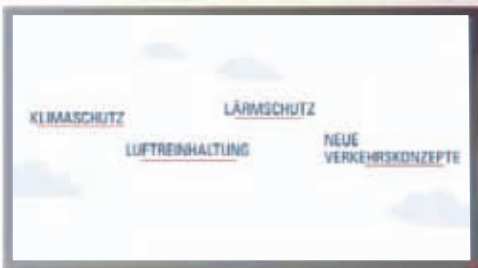 KLIMASCHUTZ
LÄRMSCHUTZ
LUFTREINHALTUNG
NEUE
VERKEHRSKONZEPTE